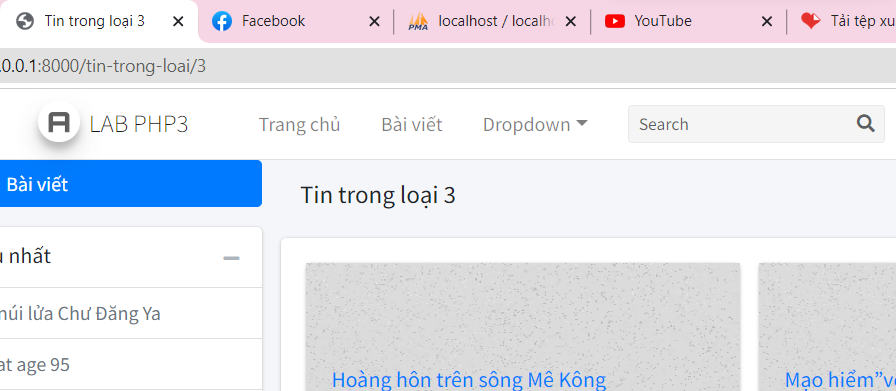 Tin trong loại 3
Facebook
localhost / localh
YouTube
Tải tệp xu
.0.0.1:8000/tin-trong-loai/3
LAB PHP3
Trang chủ
Bài viết
Dropdown
Search
Bài viết
Tin trong loại 3
nhất
núi lửa Chư Đăng Ya
at age 95
Hoàng hôn trên sông Mê Kông
Mạo hiểm”v